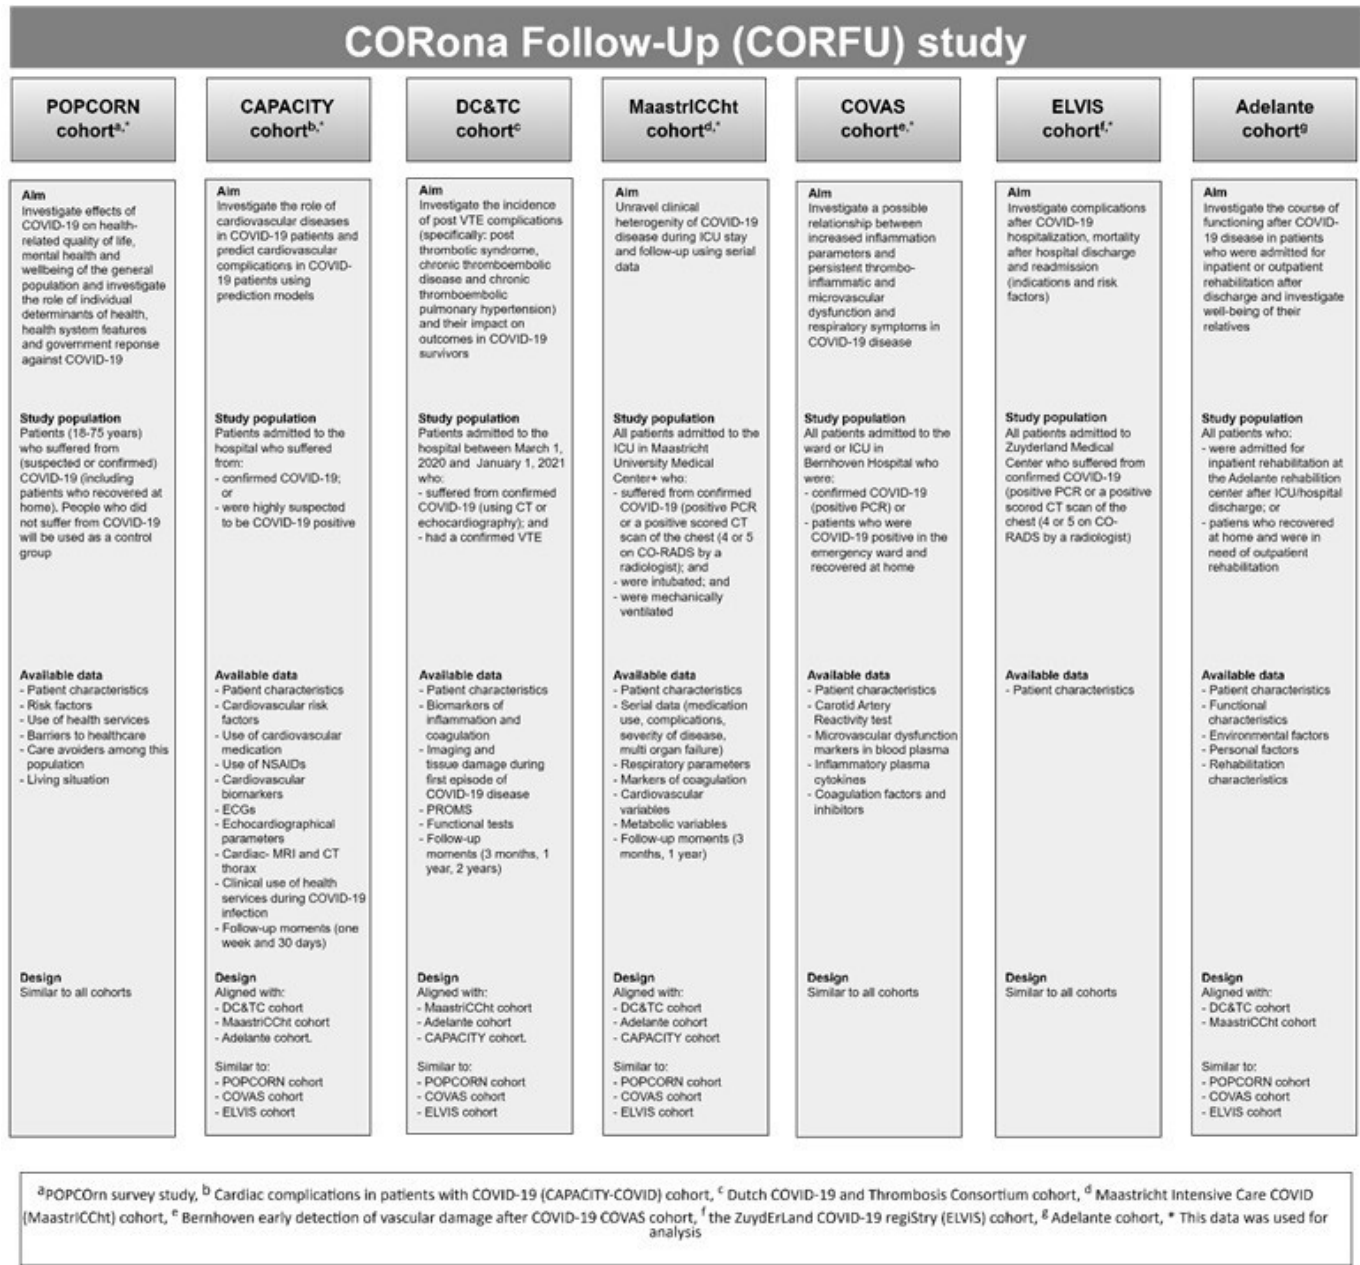 CORona Follow-Up (CORFU) study
POPCORN
cohorta,*
Aim
Investigate effects of
COVID-19 on health-
related quality of life,
mental health and
wellbeing of the general
population and investigate
the role of individual
determinants of health,
health system features
and government reponse
against COVID-19
Study population
Patients (18-75 years)
who suffered from
(suspected or confirmed)
COVID-19 (including
patients who recovered at
home). People who did
not suffer from COVID-19
will be used as a control
group
Available data
- Patient characteristics
- Risk factors
- Use of health services
- Barriers to healthcare
- Care avoiders among this
population
- Living situation
Design
Similar to all cohorts
CAPACITY
cohortb,*
Aim
Investigate the role of
cardiovascular diseases
in COVID-19 patients and
predict cardiovascular
complications in COVID-
19 patients using
prediction models
Study population
Patients admitted to the
hospital who suffered
from:
- confirmed COVID-19;
or
- were highly suspected
to be COVID-19 positive
Available data
- Patient characteristics
- Cardiovascular risk
factors
- Use of cardiovascular
medication
- Use of NSAIDs
- Cardiovascular
biomarkers
- ECGs
- Echocardiographical
parameters
- Cardiac- MRI and CT
thorax
- Clinical use of health
services during COVID-19
infection
- Follow-up moments (one
week and 30 days)
Design
Aligned with:
- DC&TC cohort
- MaastriCCht cohort
- Adelante cohort.
Similar to:
- POPCORN cohort
- COVAS cohort
- ELVIS cohort
DC&TC
cohortc
Aim
Investigate the incidence
of post VTE complications
(specifically: post
thrombotic syndrome,
chronic thromboembolic
disease and chronic
thromboembolic
pulmonary hypertension)
and their impact on
outcomes in COVID-19
survivors
Study population
Patients admitted to the
hospital between March 1,
2020 and January 1, 2021
who:
- suffered from confirmed
COVID-19 (using CT or
echocardiography); and
- had a confirmed VTE
Available data
- Patient characteristics
- Biomarkers of
inflammation and
coagulation
- Imaging and
tissue damage during
first episode of
COVID-19 disease
- PROMS
- Functional tests
- Follow-up
moments (3 months, 1
year, 2 years)
Design
Aligned with:
- MaastriCCht cohort
- Adelante cohort
- CAPACITY cohort.
Similar to:
- POPCORN cohort
- COVAS cohort
- ELVIS cohort
MaastrICCht
cohortd,*
Aim
Unravel clinical
heterogenity of COVID-19
disease during ICU stay
and follow-up using serial
data
Study population
All patients admitted to the
ICU in Maastricht
University Medical
Center+ who:
- suffered from confirmed
COVID-19 (positive PCR
or a positive scored CT
scan of the chest (4 or 5
on CO-RADS by a
radiologist); and
- were intubated; and
- were mechanically
ventilated
Available data
- Patient characteristics
- Serial data (medication
use, complications,
severity of disease,
multi organ failure)
- Respiratory parameters
- Markers of coagulation
- Cardiovascular
variables
- Metabolic variables
- Follow-up moments (3
months, 1 year)
Design
Aligned with:
- DC&TC cohort
- Adelante cohort
- CAPACITY cohort
Similar to:
- POPCORN cohort
- COVAS cohort
- ELVIS cohort
COVAS
cohorte,*
Aim
Investigate a possible
relationship between
increased inflammation
parameters and
persistent thrombo-
inflammatic and
microvascular
dysfunction and
respiratory symptoms in
COVID-19 disease
Study population
All patients admitted to the
ward or ICU in
Bernhoven Hospital who
were:
- confirmed COVID-19
(positive PCR) or
- patients who were
COVID-19 positive in the
emergency ward and
recovered at home
Available data
- Patient characteristics
- Carotid Artery
Reactivity test
- Microvascular dysfunction
markers in blood plasma
- Inflammatory plasma
cytokines
- Coagulation factors and
inhibitors
Design
Similar to all cohorts
ELVIS
cohortf,*
Aim
Investigate complications
after COVID-19
hospitalization, mortality
after hospital discharge
and readmission
(indications and risk
factors)
Study population
All patients admitted to
Zuyderland Medical
Center who suffered from
confirmed COVID-19
(positive PCR or a positive
scored CT scan of the
chest (4 or 5 on CO-
RADS by a radiologist)
Available data
- Patient characteristics
Design
Similar to all cohorts
Adelante
cohortg
Aim
Investigate the course of
functioning after COVID-
19 disease in patients
who were admitted for
inpatient or outpatient
rehabilitation after
discharge and investigate
well-being of their
relatives
Study population
All patients who:
- were admitted for
inpatient rehabilitation at
the Adelante rehabilitation
center after ICU/hospital
discharge; or
- patiens who recovered
at home and were in
need of outpatient
rehabilitation
Available data
- Patient characteristics
- Functional
characteristics
- Environmental factors
- Personal factors
- Rehabilitation
characteristics
Design
Aligned with:
- DC&TC cohort
- MaastriCCht cohort
Similar to:
- POPCORN cohort
- COVAS cohort
- ELVIS cohort
aPOPCOrn survey study, b Cardiac complications in patients with COVID-19 (CAPACITY-COVID) cohort, c Dutch COVID-19 and Thrombosis Consortium cohort, d Maastricht Intensive Care COVID
(MaastrICCht) cohort, e Bernhoven early detection of vascular damage after COVID-19 COVAS cohort, f the ZuydErLand COVID-19 regiStry (ELVIS) cohort, g Adelante cohort, * This data was used for
analysis